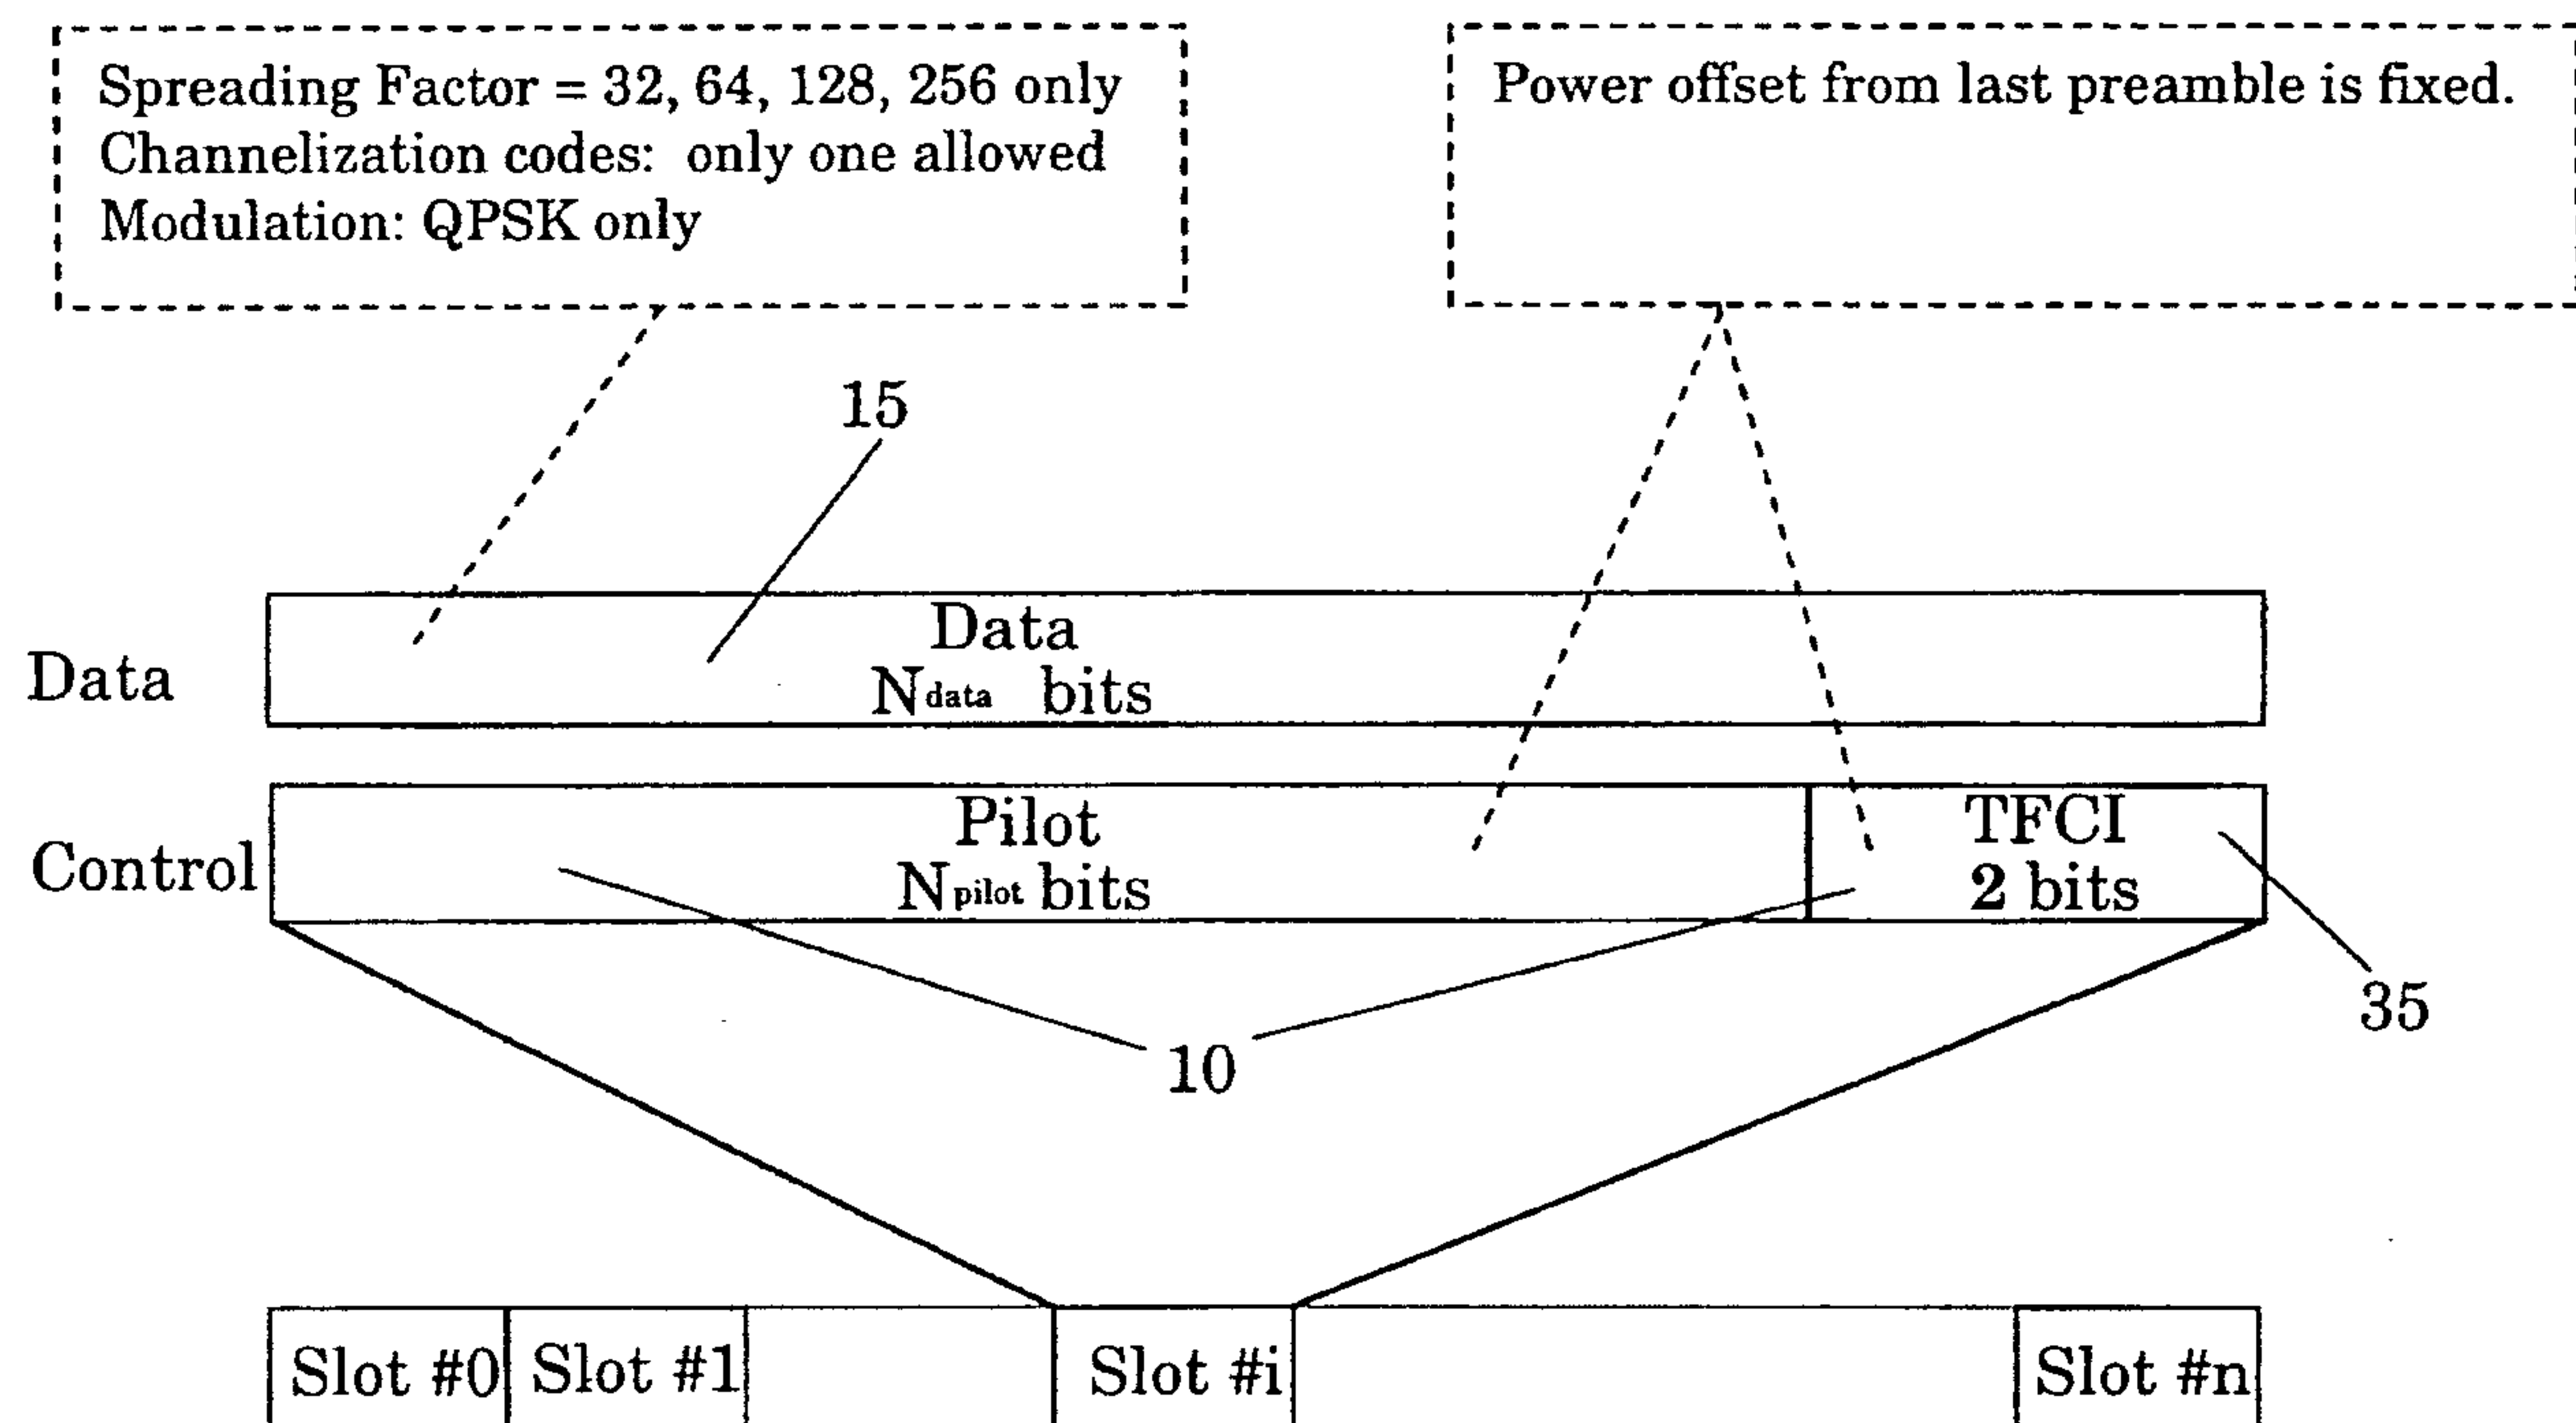 Spreading Factor = 32, 64, 128, 256 only
Channelization codes: only one allowed
Modulation: QPSK only
Power offset from last preamble is fixed.
15
Data
Data
Ndata bits
Control
Pilot
Npilot bits
TFCI
2 bits
35
10
Slot #0
Slot #1
Slot #i
Slot #n